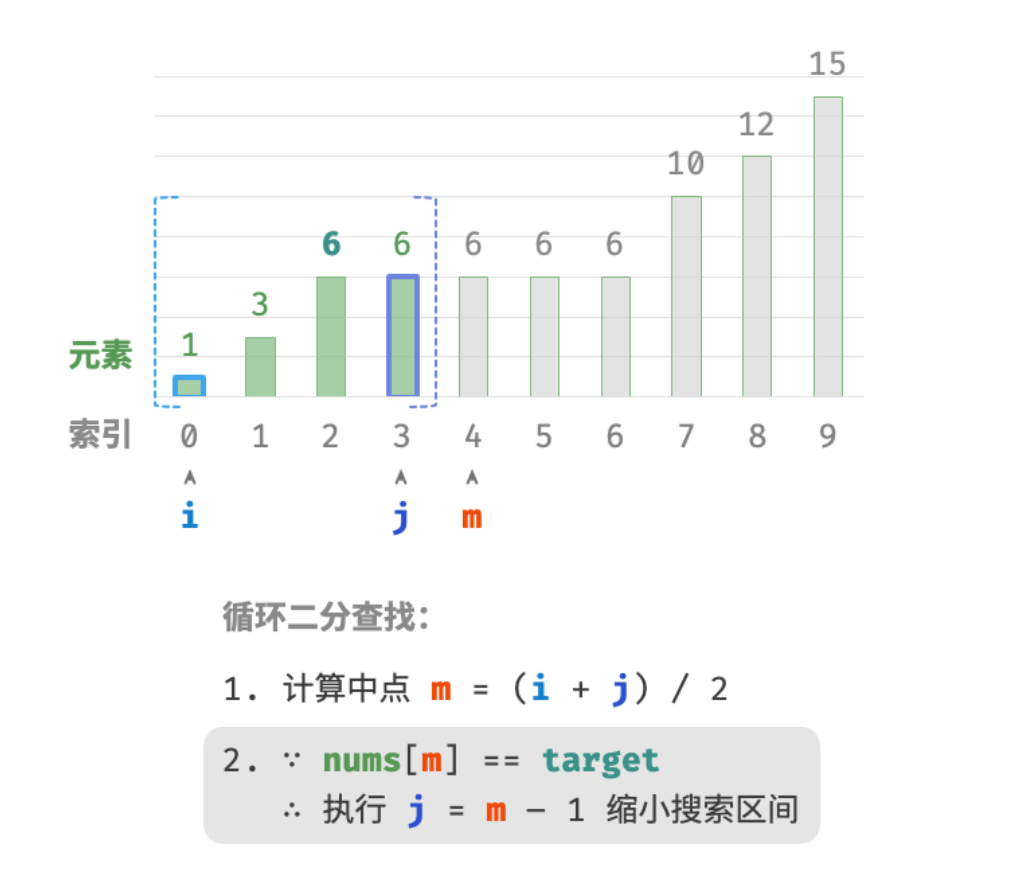 15
12
10
6 6 6 6 6
3
元素 1
索引 0 1 2 3 4 5 6 7 8 9
i j m
循环二分查找：
1. 计算中点 m = (i + j) / 2
2. ∵ nums[m] == target
∴ 执行 j = m - 1 缩小搜索区间